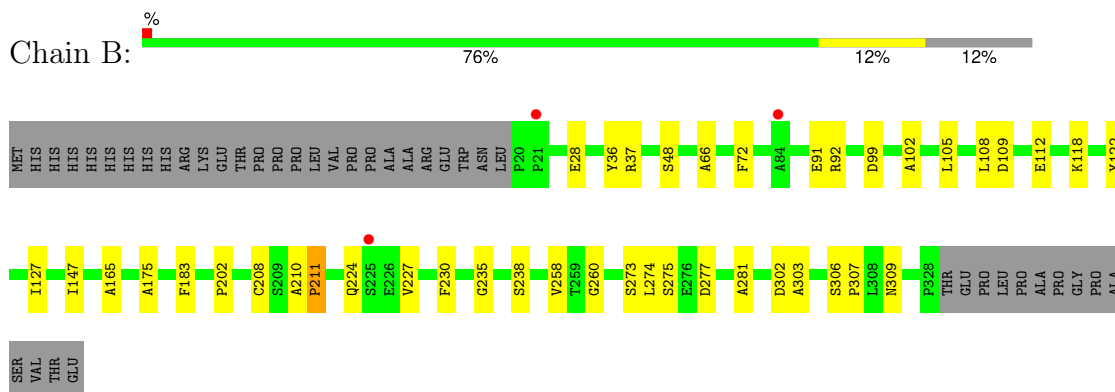 %
Chain B:
76% 12% 12%
MET HIS HIS HIS HIS HIS HIS HIS HIS ARG LYS GLU THR PRO PRO PRO LEU VAL PRO PRO ALA ALA ARG GLU TRP ASN LEU P20 P21 E28 Y36 R37 S48 A66 F72 A84 E91 R92 D99 A102 L105 L108 D109 E112 K118
I127 I147 A165 A175 F183 P202 C208 S209 A210 P211 Q224 S225 E226 V227 F230 G235 S238 V258 T259 G260 S273 L274 S275 E276 D277 A281 D302 A303 S306 P307 L308 N309 P328 THR GLU PRO LEU PRO ALA PRO GLY PRO ALA
SER VAL THR GLU